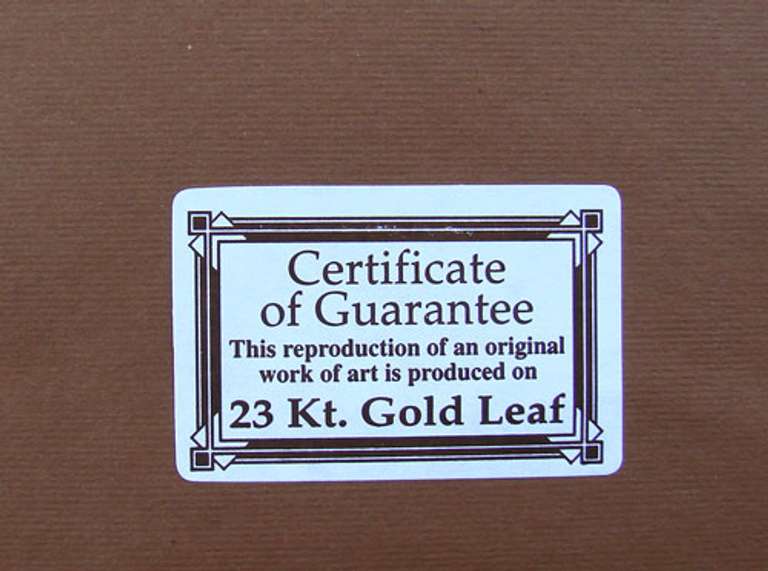 Certificate
of Guarantee
This reproduction of an original
work of art is produced on
23 Kt. Gold Leaf